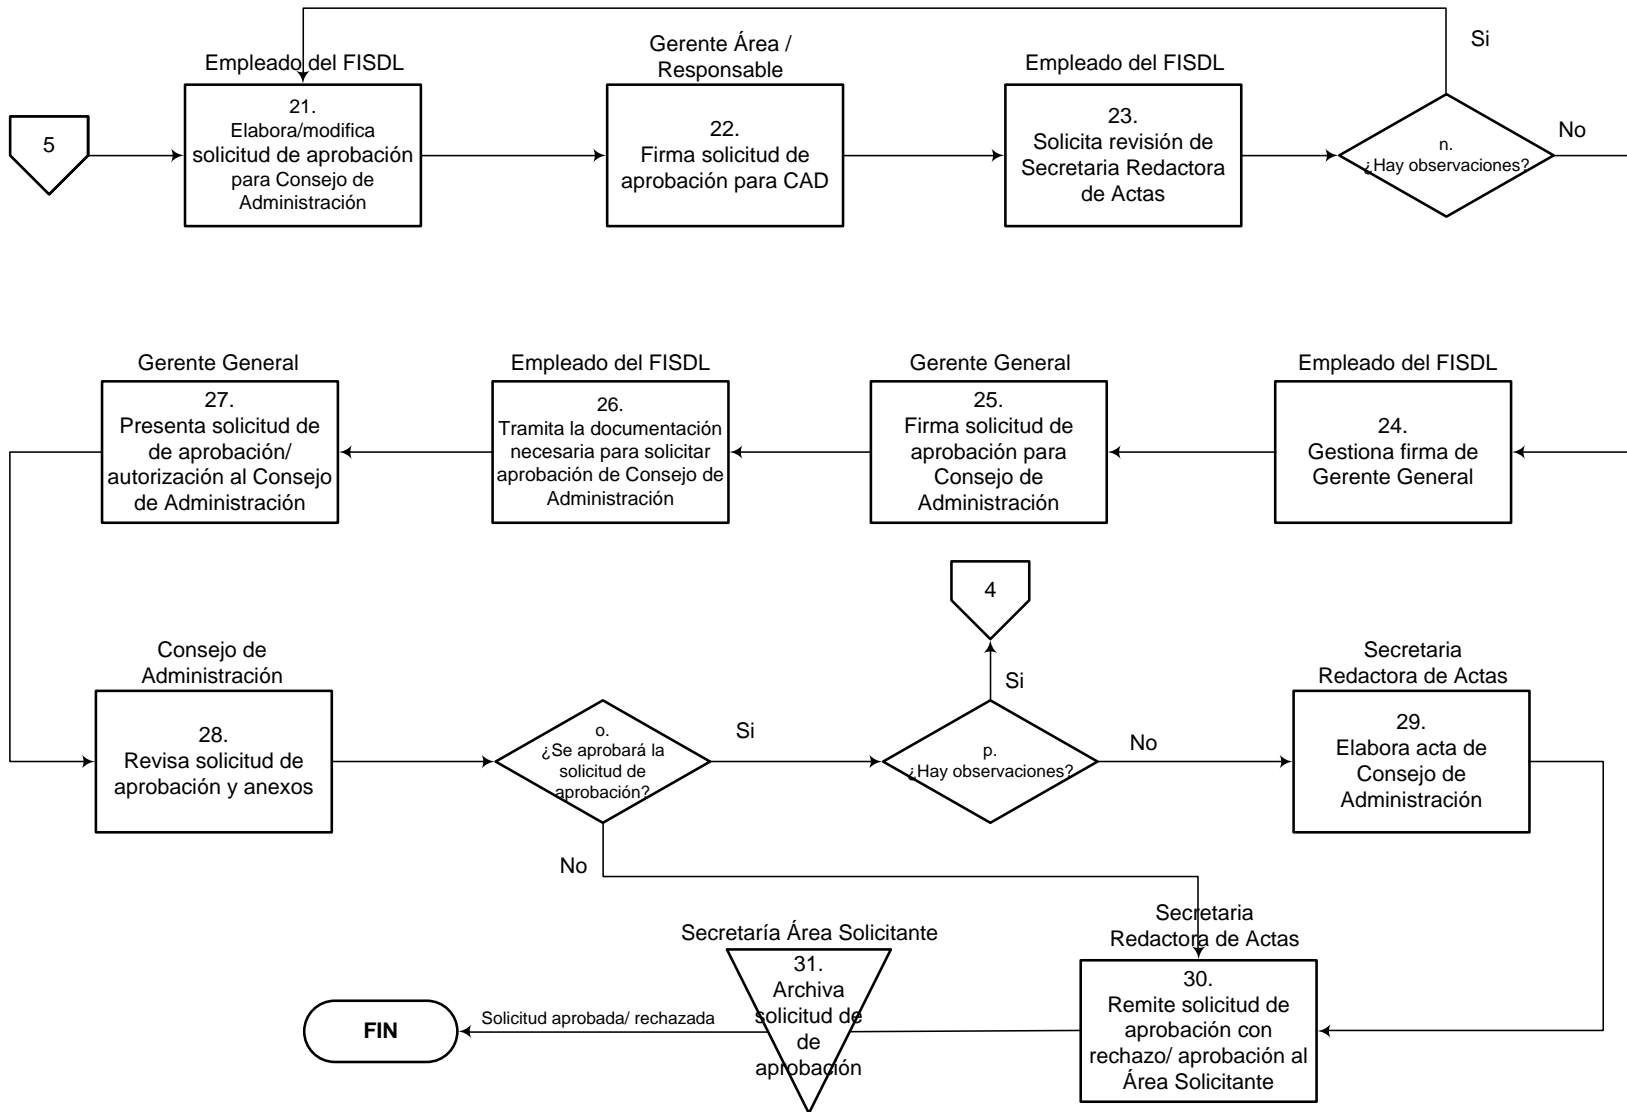 Si
Empleado del FISDL
Gerente Área /
Responsable
Empleado del FISDL
5
21.
Elabora/modifica
solicitud de aprobación
para Consejo de
Administración
22.
Firma solicitud de
aprobación para CAD
23.
Solicita revisión de
Secretaria Redactora
de Actas
n.
¿Hay observaciones?
No
Gerente General
Empleado del FISDL
Gerente General
Empleado del FISDL
27.
Presenta solicitud de
de aprobación/
autorización al Consejo
de Administración
26.
Tramita la documentación
necesaria para solicitar
aprobación de Consejo de
Administración
25.
Firma solicitud de
aprobación para
Consejo de
Administración
24.
Gestiona firma de
Gerente General
4
Consejo de
Administración
28.
Revisa solicitud de
aprobación y anexos
o.
¿Se aprobará la
solicitud de
aprobación?
Si
Si
p.
¿Hay observaciones?
No
Secretaria
Redactora de Actas
29.
Elabora acta de
Consejo de
Administración
No
Secretaria
Redactora de Actas
30.
Remite solicitud de
aprobación con
rechazo/ aprobación al
Área Solicitante
Secretaría Área Solicitante
31.
Archiva
solicitud de
de
aprobación
Solicitud aprobada/ rechazada
FIN